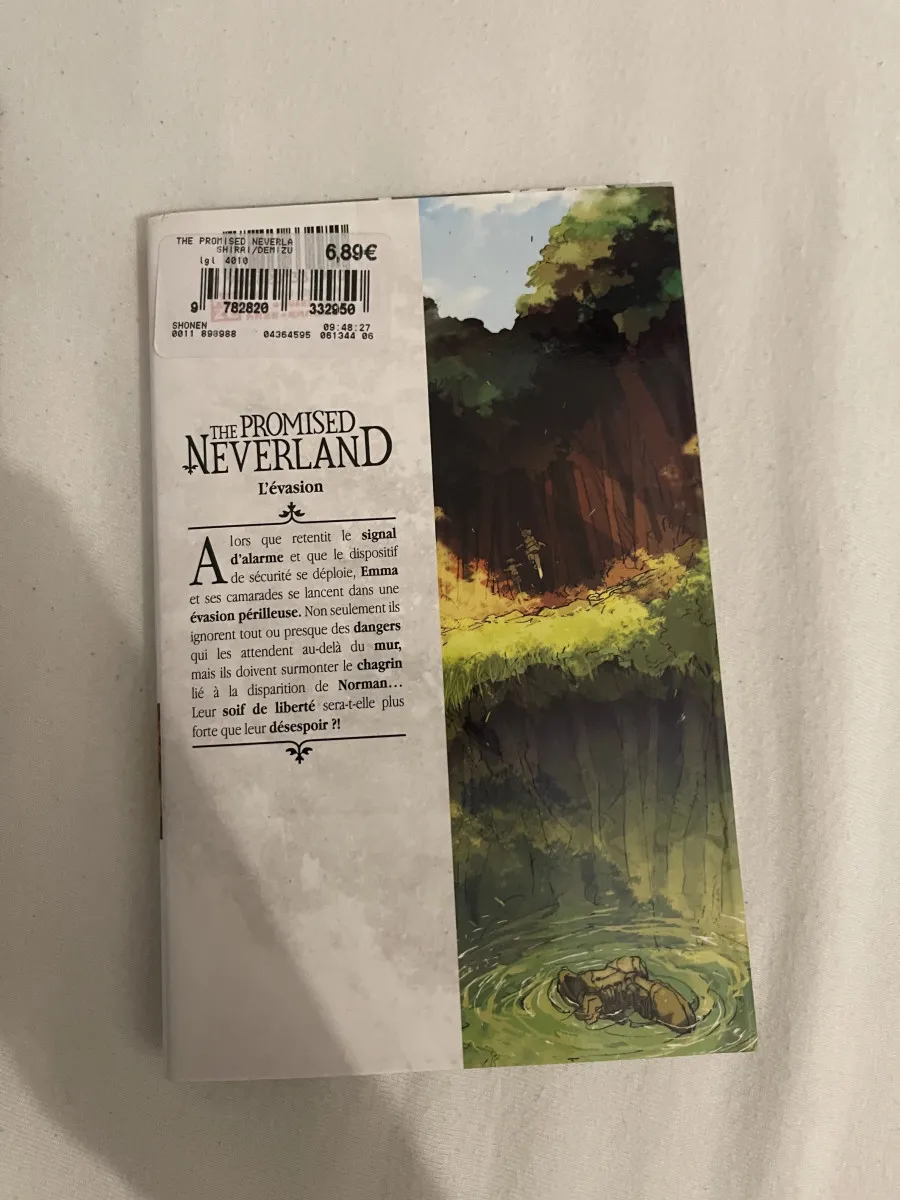 THE PROMISED NEVERLA
SHIRAI/DEMIZU
6,89€
lgl 4010
9 782820 332950
SHONEN
09:48:27
0011 898988 04364595 061344 06
THE PROMISED
NEVERLAND
L'évasion
Alors que retentit le signal
d'alarme et que le dispositif
de sécurité se déploie, Emma
et ses camarades se lancent dans une
évasion périlleuse. Non seulement ils
ignorent tout ou presque des dangers
qui les attendent au-delà du mur,
mais ils doivent surmonter le chagrin
lié à la disparition de Norman...
Leur soif de liberté sera-t-elle plus
forte que leur désespoir ?!